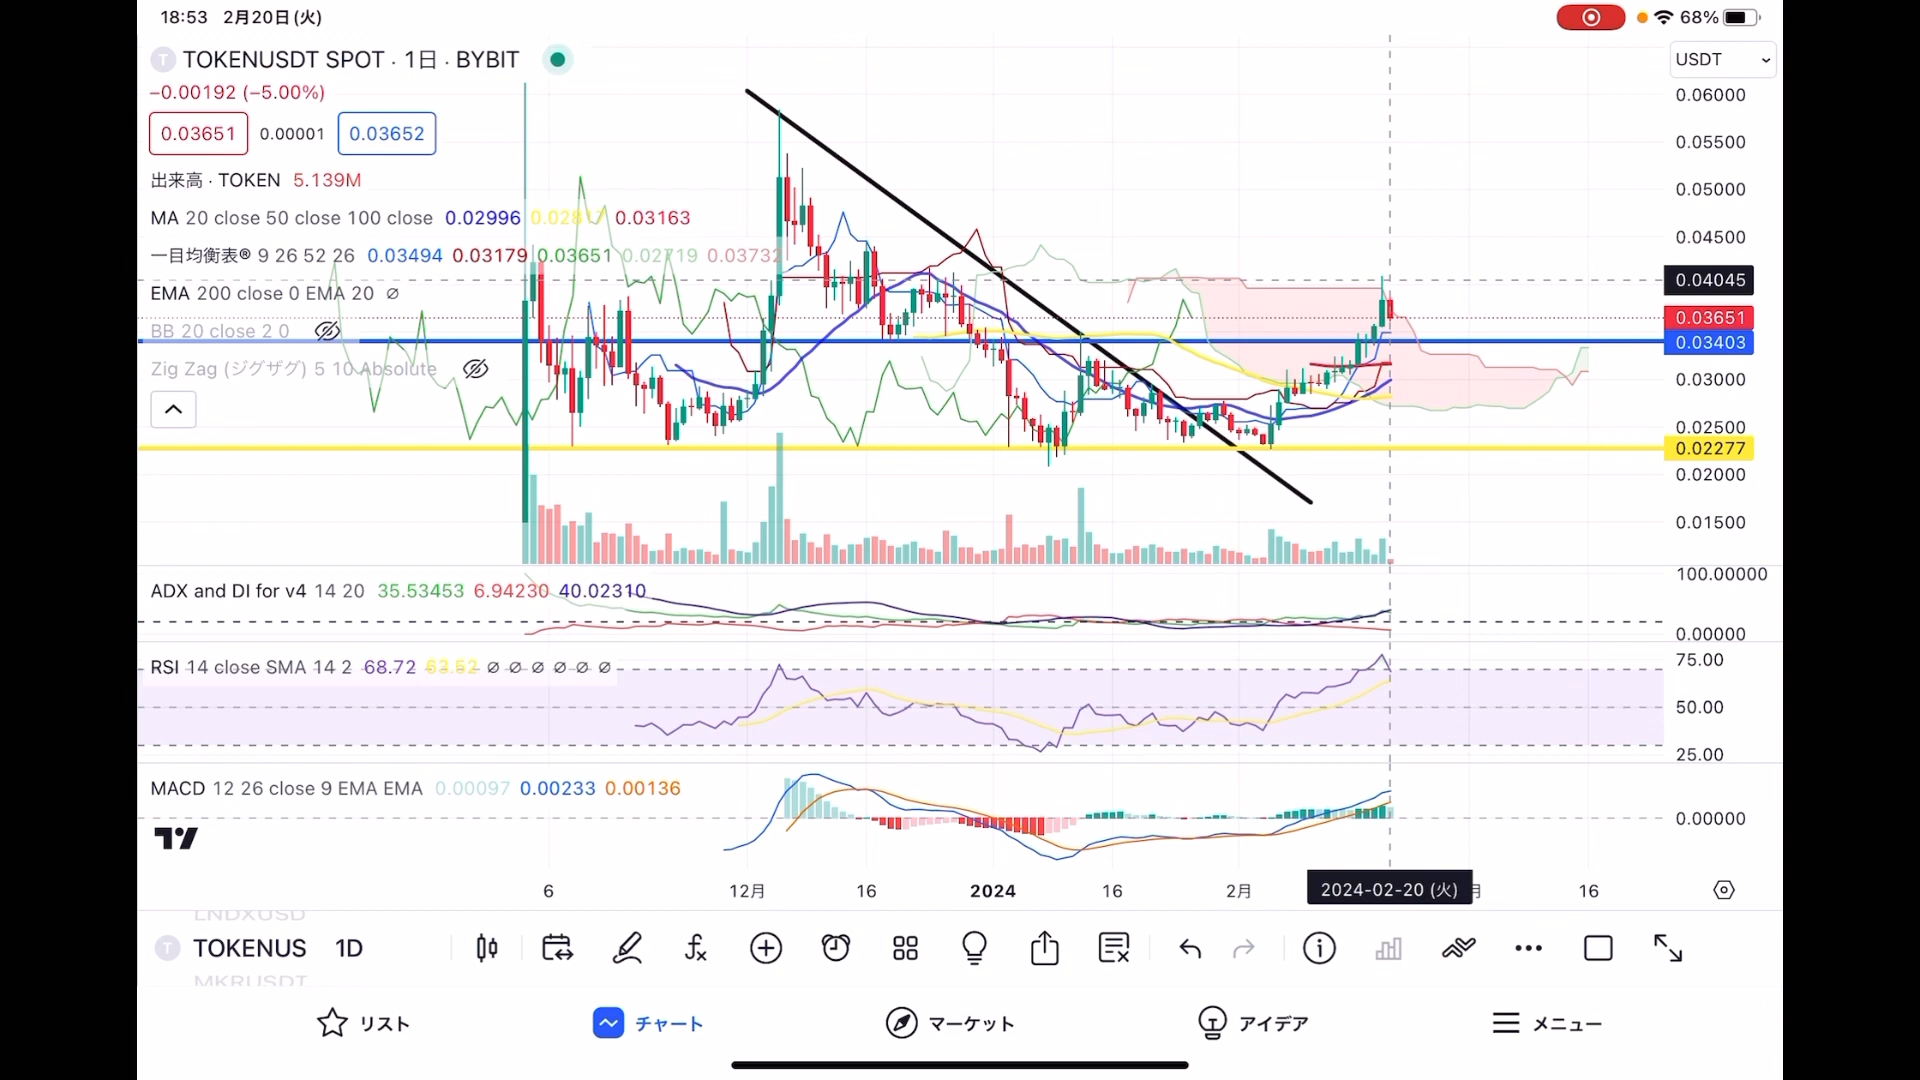 18:53 2月20日(火)
68%
T TOKENUSDT SPOT · 1日 · BYBIT
USDT
−0.00192 (−5.00%)
0.03651 0.00001 0.03652
出来高 · TOKEN 5.139M
MA 20 close 50 close 100 close 0.02996 0.03163
一目均衡表® 9 26 52 26 0.03494 0.03179 0.03651 0.02719 0.03732
EMA 200 close 0 EMA 20 ∅
BB 20 close 2 0
Zig Zag (ジグザグ) 5 10 Absolute
0.06000
0.05500
0.05000
0.04500
0.04045
0.03651
0.03403
0.03000
0.02500
0.02277
0.02000
0.01500
ADX and DI for v4 14 20 35.53453 6.94230 40.02310
100.00000
0.00000
RSI 14 close SMA 14 2 68.72 63.52 ∅ ∅ ∅ ∅ ∅ ∅
75.00
50.00
25.00
MACD 12 26 close 9 EMA EMA 0.00097 0.00233 0.00136
0.00000
6 12月 16 2024 16 2月 2024-02-20 (火) 月 16
LNDXUSD
T TOKENUS 1D
MKRUSDT
リスト チャート マーケット アイデア メニュー